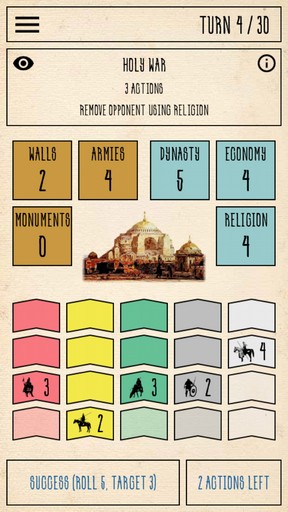 TURN 4 / 30
HOLY WAR
3 ACTIONS
REMOVE OPPONENT USING RELIGION
WALLS ARMIES DYNASTY ECONOMY
2 4 5 4
MONUMENTS RELIGION
0 4
4
3 3 2
2
SUCCESS (ROLL 6, TARGET 3) 2 ACTIONS LEFT